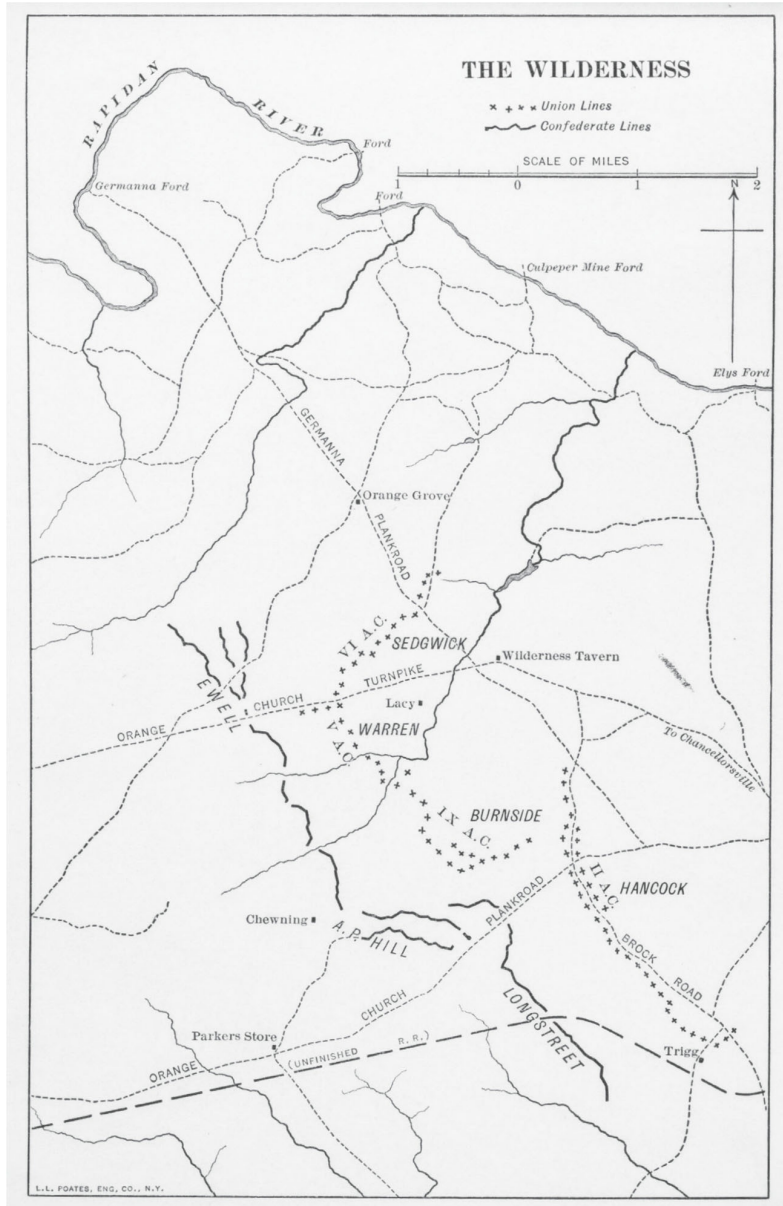 THE WILDERNESS
Union Lines
Confederate Lines
SCALE OF MILES
1 0 1 2
N
RAPIDAN RIVER
Ford
Germanna Ford
Ford
Culpeper Mine Ford
Elys Ford
GERMANNA PLANKROAD
Orange Grove
VI A.C.
SEDGWICK
EWELL
ORANGE CHURCH TURNPIKE
Wilderness Tavern
Lacy
V A.C.
WARREN
To Chancellorsville
IX A.C.
BURNSIDE
II A.C.
HANCOCK
Chewning
A.P. HILL
BROCK ROAD
LONGSTREET
ORANGE CHURCH PLANKROAD
Parkers Store
(UNFINISHED R.R.)
Trigg
L.L. POATES, ENG, CO., N.Y.